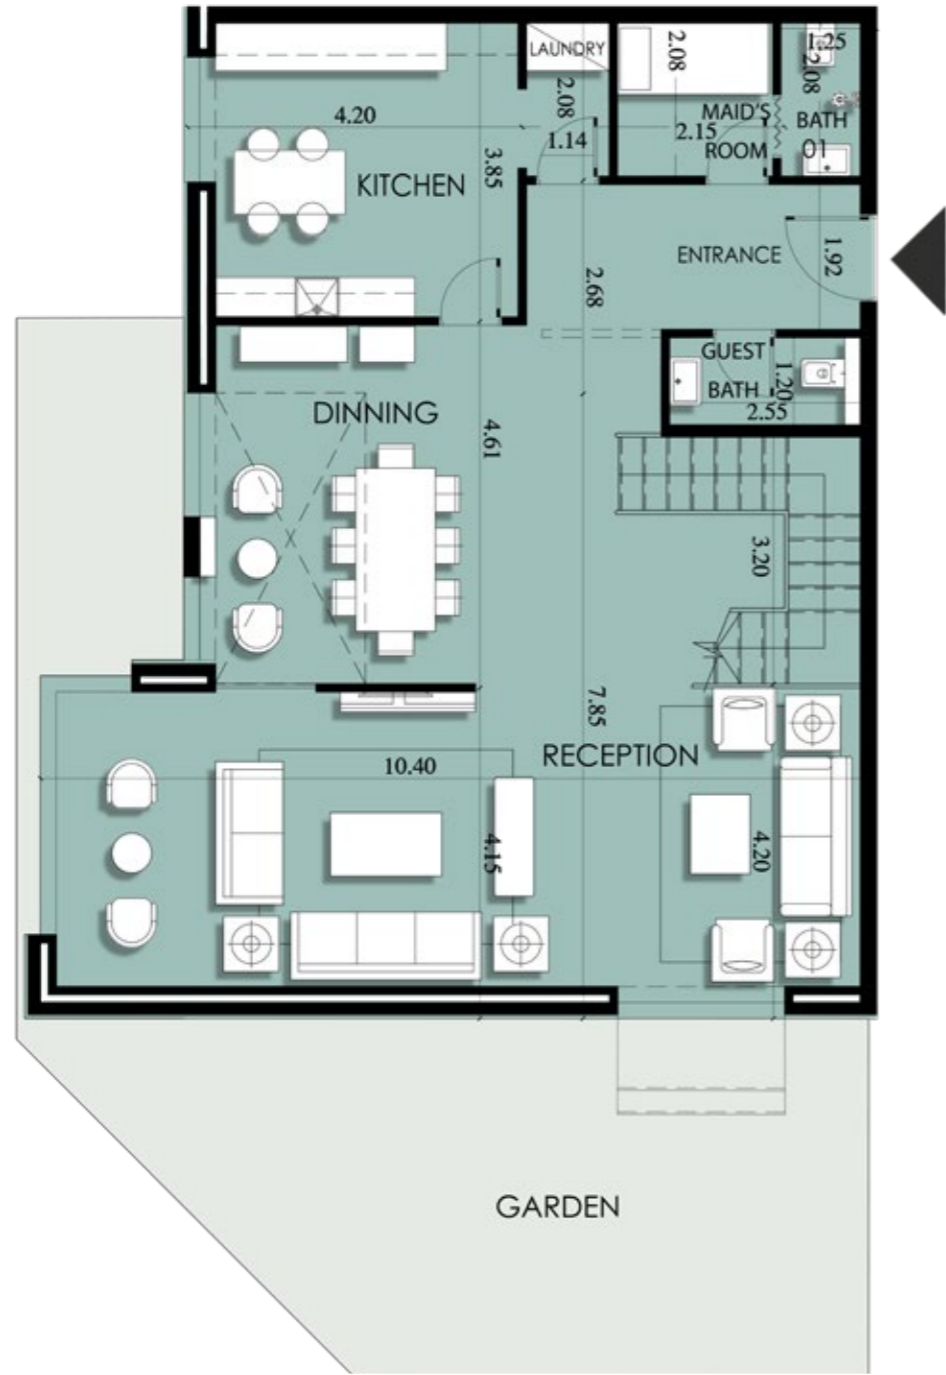 LAUNDRY
2.08
1.25
2.08
4.20
2.08
1.14
MAID'S
2.15
ROOM
BATH
01
3.85
KITCHEN
ENTRANCE
1.92
2.68
GUEST
BATH
1.20
2.55
DINNING
4.61
3.20
7.85
RECEPTION
10.40
4.15
4.20
GARDEN